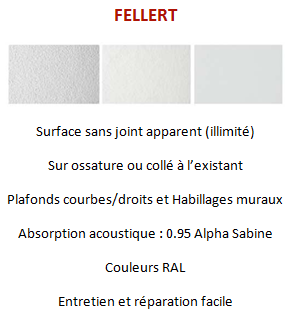 FELLERT
Surface sans joint apparent (illimité)
Sur ossature ou collé à l'existant
Plafonds courbes/droits et Habillages muraux
Absorption acoustique : 0.95 Alpha Sabine
Couleurs RAL
Entretien et réparation facile